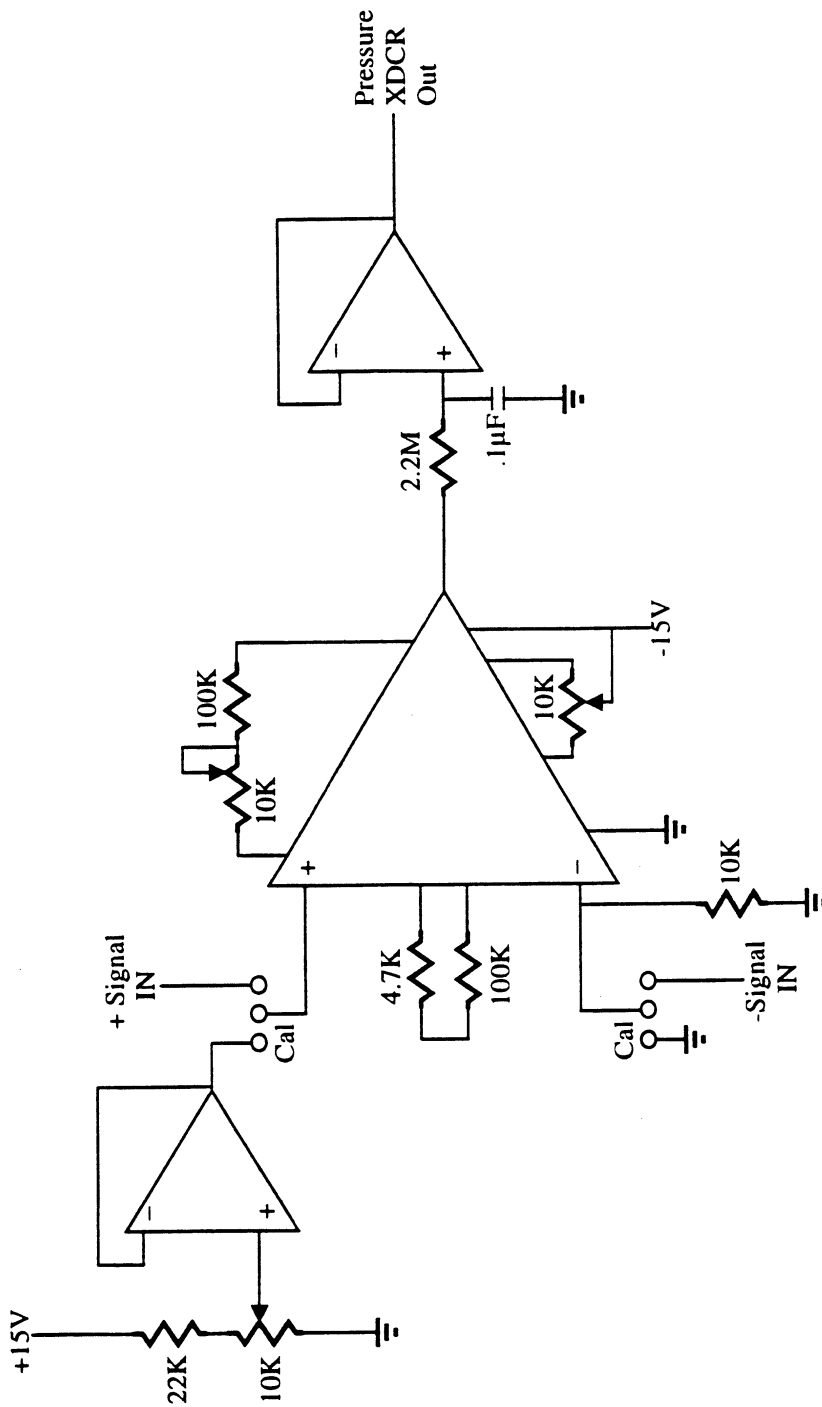 +15V
22K
10K
−
+
Cal
+ Signal
IN
4.7K
100K
Cal
-Signal
IN
10K
+
−
10K
100K
10K
-15V
2.2M
.1µF
−
+
Pressure
XDCR
Out